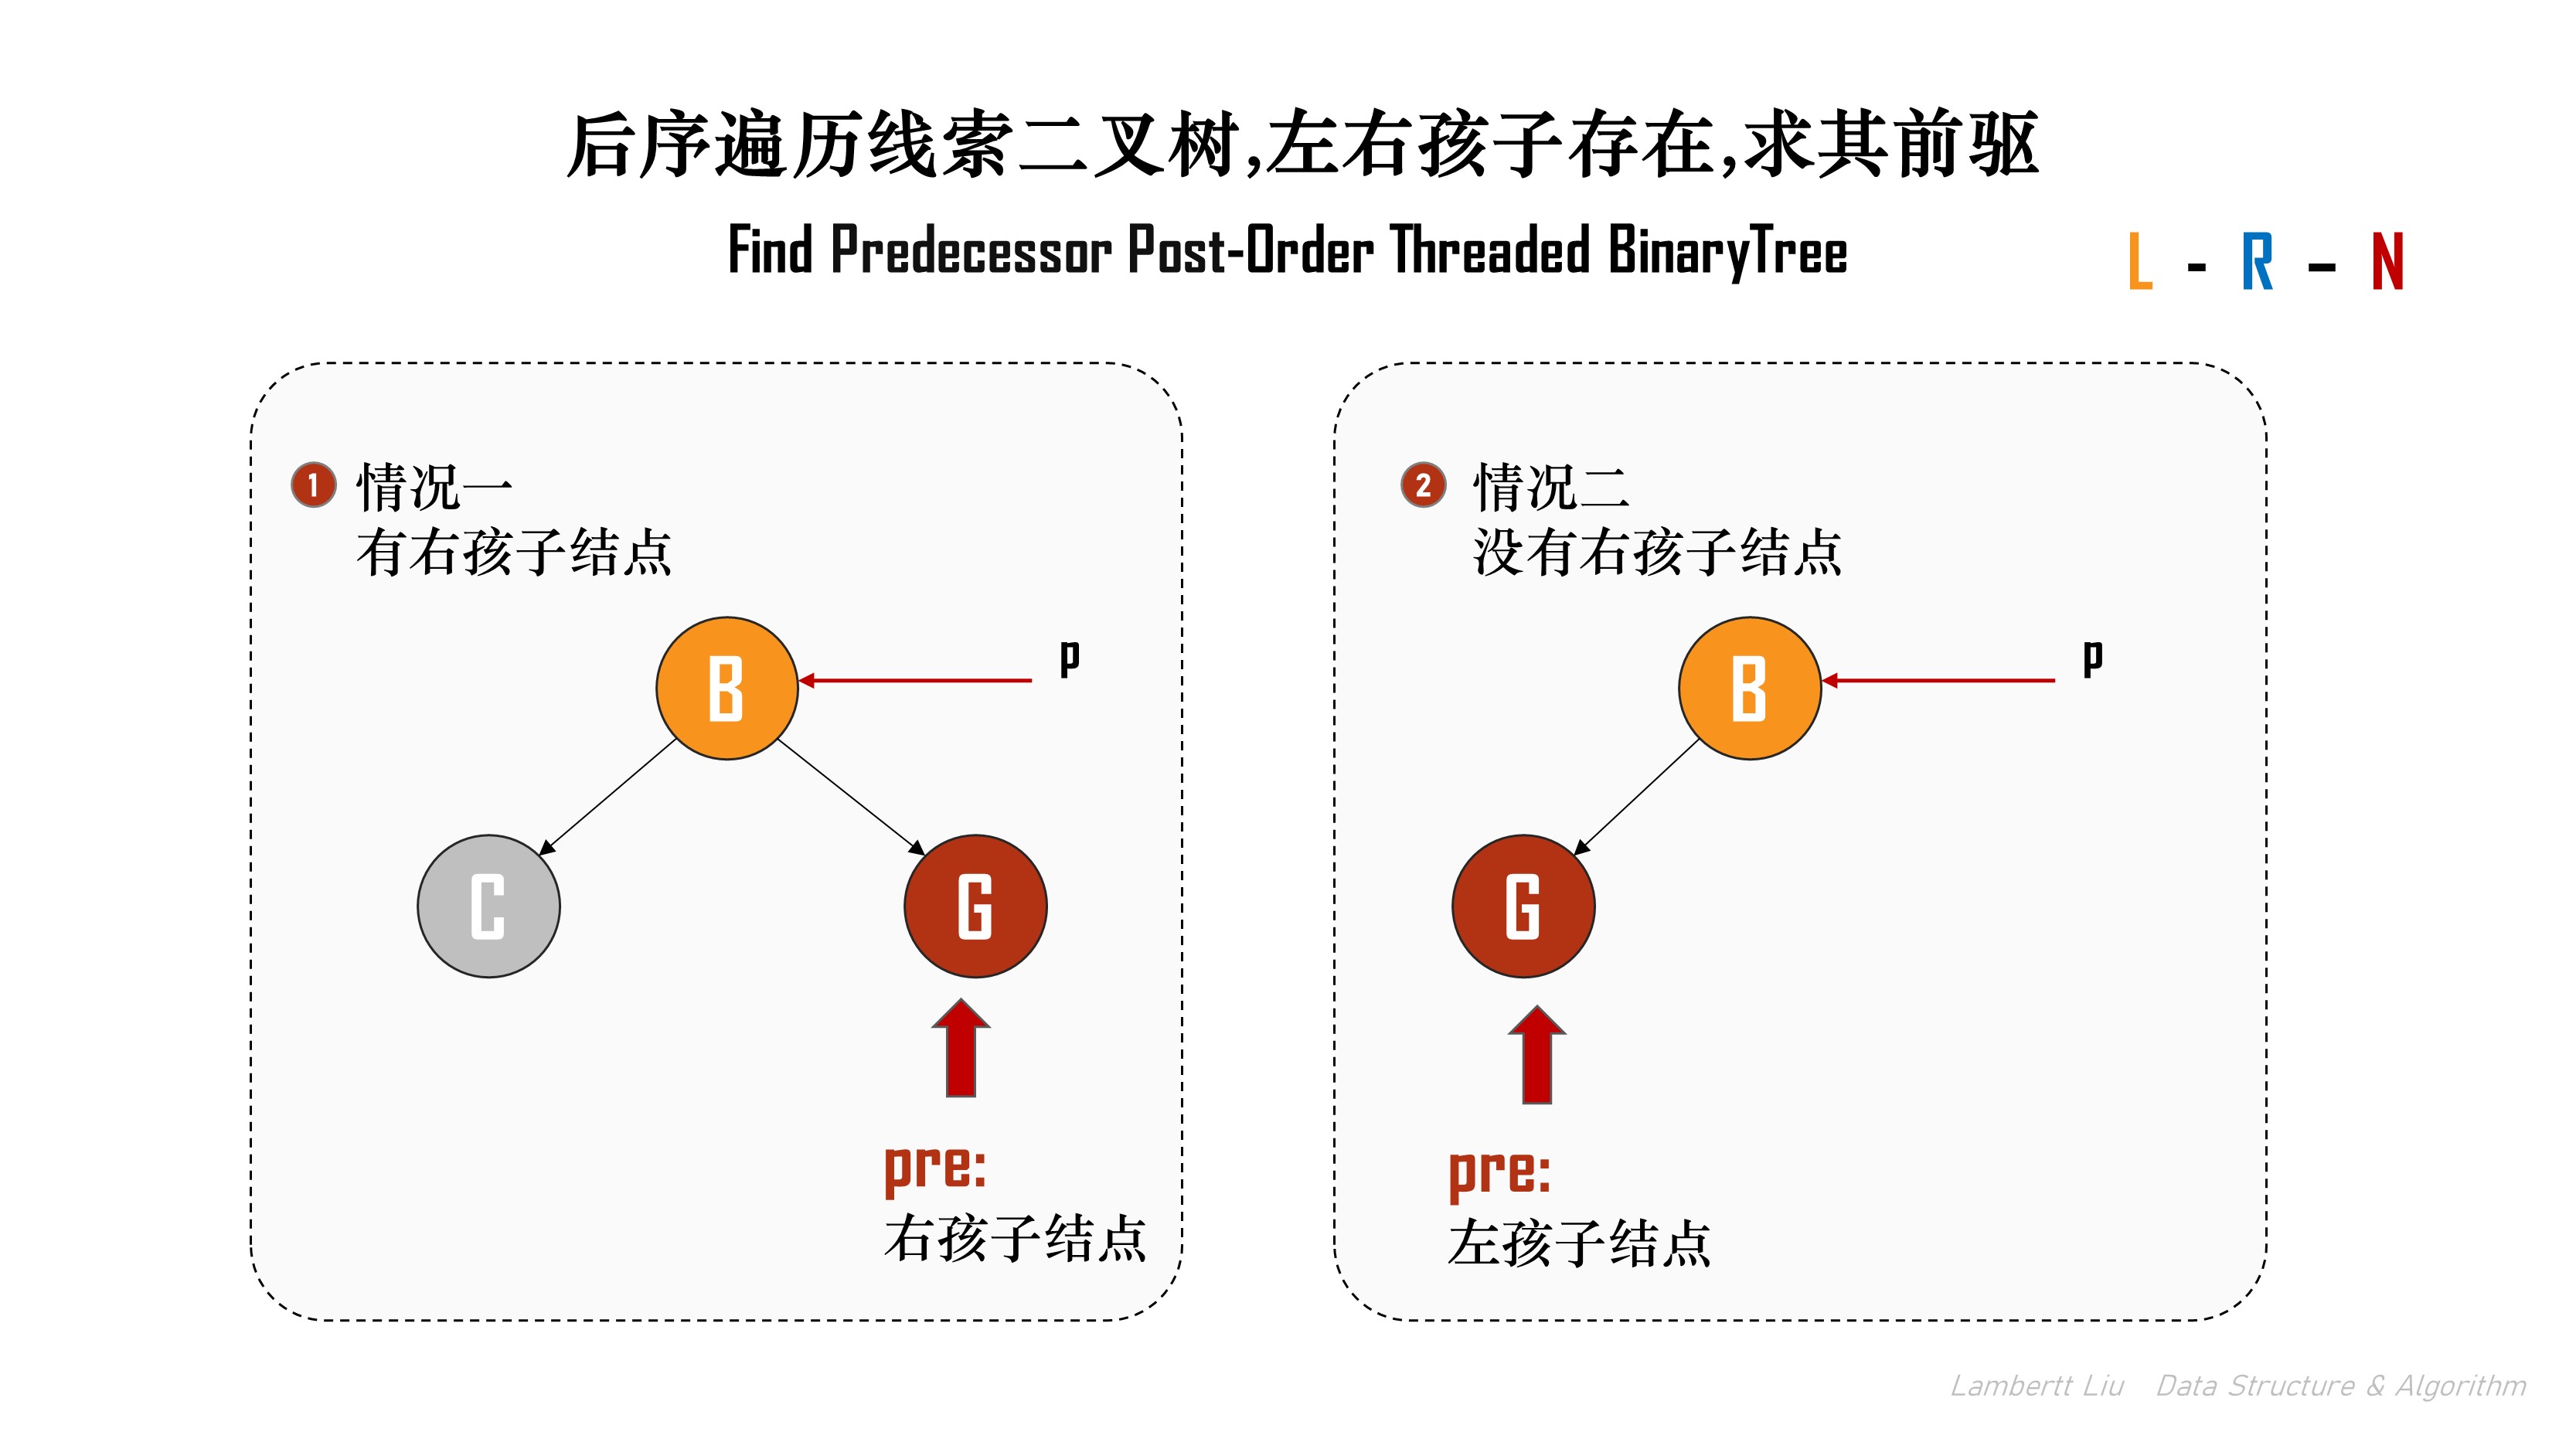 后序遍历线索二叉树,左右孩子存在,求其前驱
Find Predecessor Post-Order Threaded BinaryTree
L - R – N
1 情况一
有右孩子结点
B
p
C
G
pre:
右孩子结点
2 情况二
没有右孩子结点
B
p
G
pre:
左孩子结点
Lambertt Liu Data Structure & Algorithm